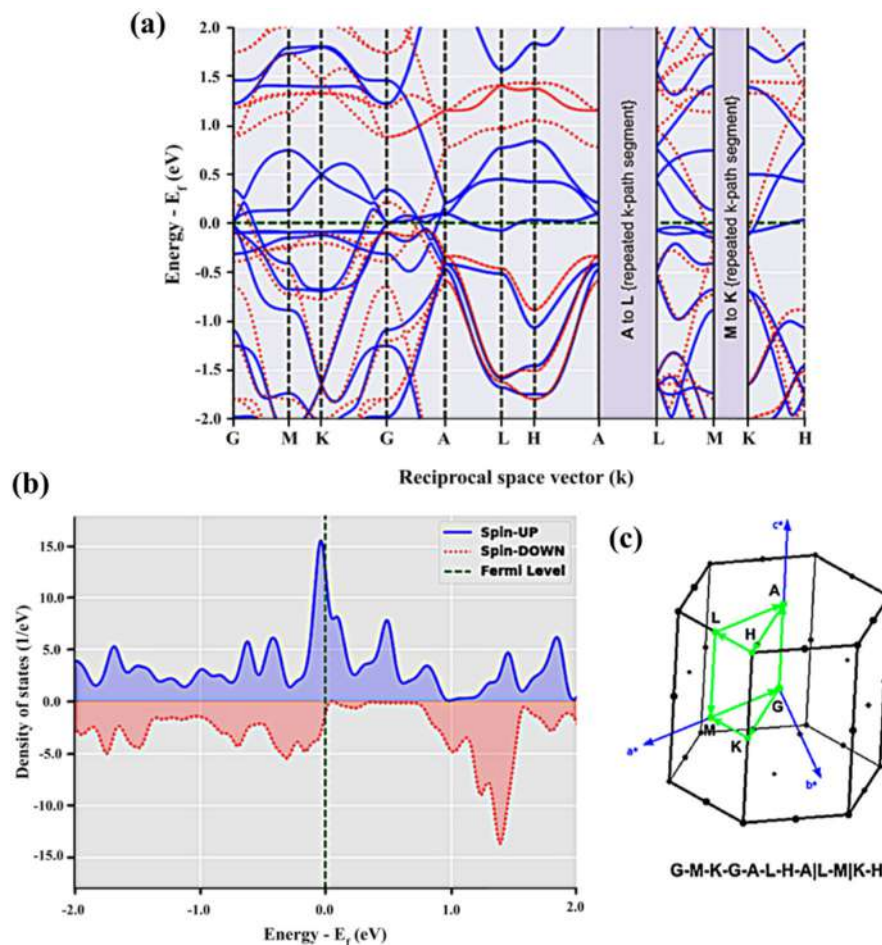 (a)
2.0
1.5
1.0
0.5
0.0
-0.5
-1.0
-1.5
-2.0
Energy - E_f (eV)
A to L {repeated k-path segment}
M to K {repeated k-path segment}
G M K G A L H A L M K H
Reciprocal space vector (k)
(b)
15.0
10.0
5.0
0.0
-5.0
-10.0
-15.0
Density of states (1/eV)
Spin-UP
Spin-DOWN
Fermi Level
-2.0 -1.0 0.0 1.0 2.0
Energy - E_f (eV)
(c)
c*
A
L
H
G
M
K
a*
b*
G-M-K-G-A-L-H-A|L-M|K-H